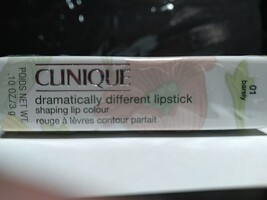 CLINIQUE
dramatically different lipstick
shaping lip colour
rouge à lèvres contour parfait
POIDS NET WT.
.10 OZ/3 g
01
barely